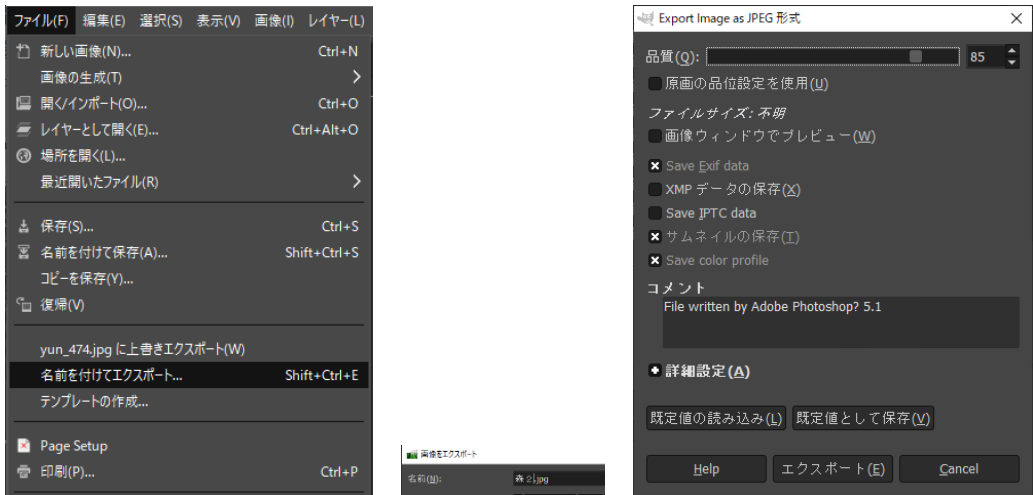 ファイル(F) 編集(E) 選択(S) 表示(V) 画像(I) レイヤー(L)
新しい画像(N)... Ctrl+N
画像の生成(T)
開く/インポート(O)... Ctrl+O
レイヤーとして開く(E)... Ctrl+Alt+O
場所を開く(L)...
最近開いたファイル(R)
保存(S)... Ctrl+S
名前を付けて保存(A)... Shift+Ctrl+S
コピーを保存(Y)...
復帰(V)
yun_474.jpg に上書きエクスポート(W)
名前を付けてエクスポート... Shift+Ctrl+E
テンプレートの作成...
Page Setup
印刷(P)... Ctrl+P
画像をエクスポート
名前(N): 森 2.jpg
Export Image as JPEG 形式
品質(Q): 85
原画の品位設定を使用(U)
ファイルサイズ: 不明
画像ウィンドウでプレビュー(W)
Save Exif data
XMP データの保存(X)
Save IPTC data
サムネイルの保存(T)
Save color profile
コメント
File written by Adobe Photoshop? 5.1
詳細設定(A)
既定値の読み込み(L) 既定値として保存(V)
Help エクスポート(E) Cancel